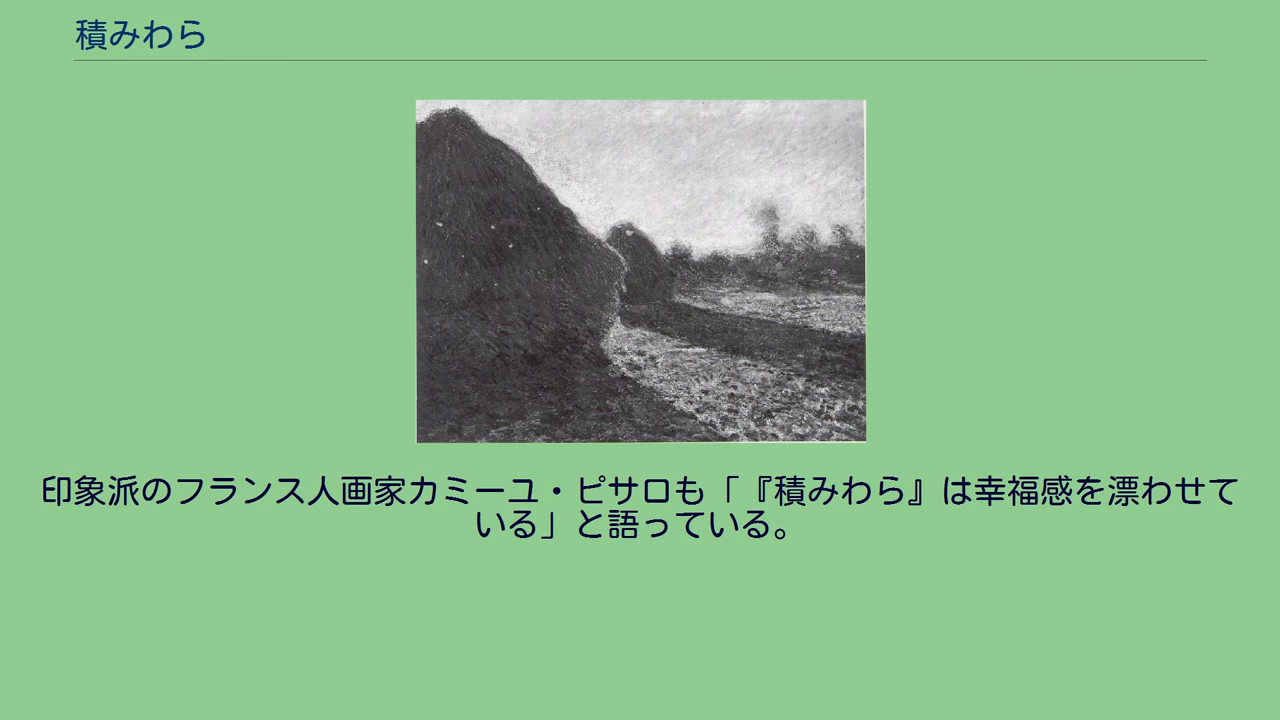 積みわら
印象派のフランス人画家カミーユ・ピサロも「『積みわら』は幸福感を漂わせて
いる」と語っている。